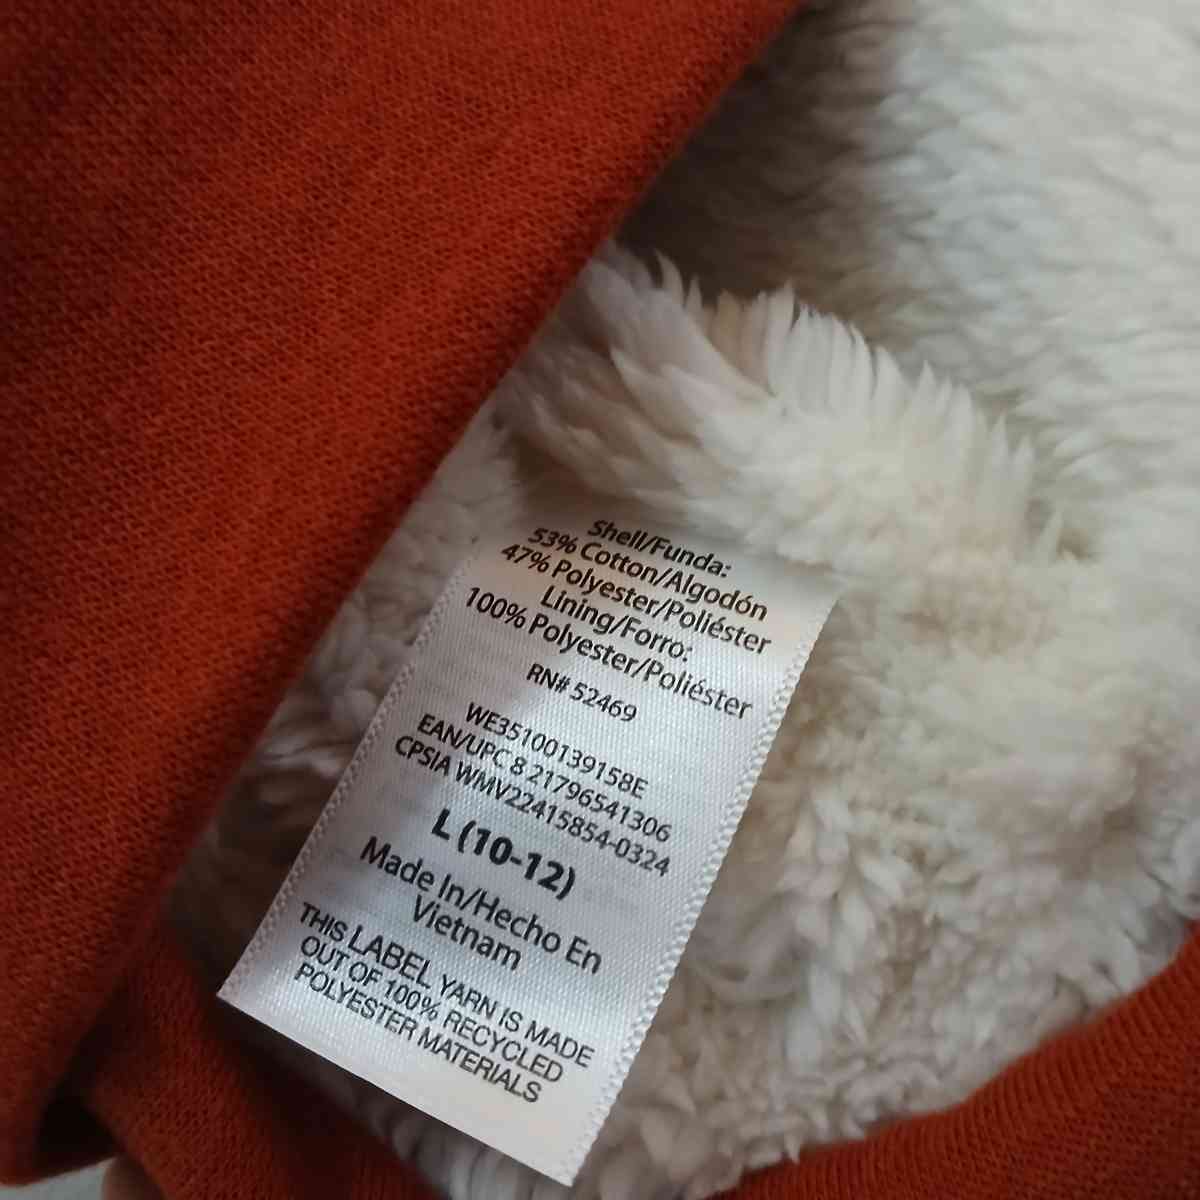 Shell/Funda:
53% Cotton/Algodón
47% Polyester/Poliéster
Lining/Forro:
100% Polyester/Poliéster
RN# 52469
WE35100139158E
EAN/UPC 8 21796541306
CPSIA WMV22415854-0324
L (10-12)
Made In/Hecho En
Vietnam
THIS LABEL YARN IS MADE
OUT OF 100% RECYCLED
POLYESTER MATERIALS